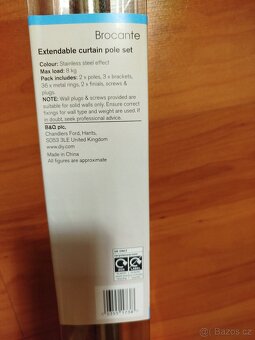 Brocante
Extendable curtain pole set
Colour: Stainless steel effect
Max load: 8 kg
Pack includes: 2 x poles, 3 x brackets,
36 x metal rings, 2 x finials, screws &
plugs.
NOTE: Wall plugs & screws provided are
suitable for solid walls only. Ensure correct
fixings for wall type and weight are used. If
in doubt, seek professional advice.
B&Q plc,
Chandlers Ford, Hants,
SO53 3LE United Kingdom
www.diy.com
Made in China
All figures are approximate
Bazos.cz